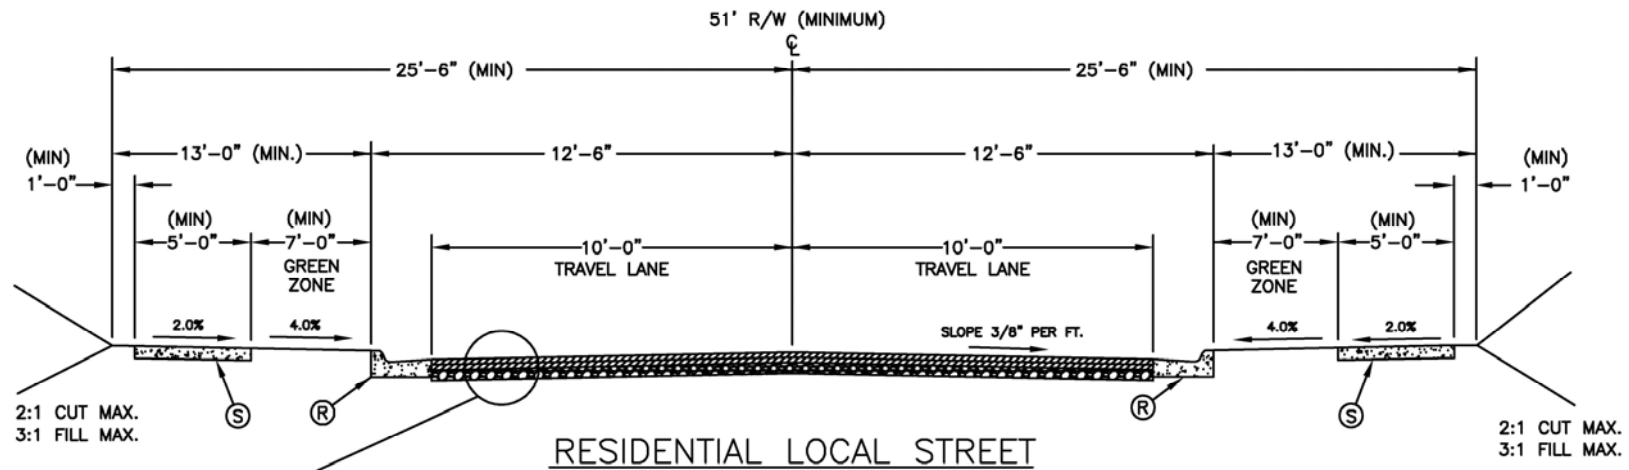 51' R/W (MINIMUM)
℄
25'-6" (MIN)
25'-6" (MIN)
(MIN)
1'-0"
13'-0" (MIN.)
12'-6"
12'-6"
13'-0" (MIN.)
(MIN)
1'-0"
(MIN)
5'-0"
(MIN)
7'-0"
GREEN
ZONE
10'-0"
TRAVEL LANE
10'-0"
TRAVEL LANE
(MIN)
7'-0"
GREEN
ZONE
(MIN)
5'-0"
2.0%
4.0%
SLOPE 3/8" PER FT.
4.0%
2.0%
S
R
R
S
2:1 CUT MAX.
3:1 FILL MAX.
2:1 CUT MAX.
3:1 FILL MAX.
RESIDENTIAL LOCAL STREET